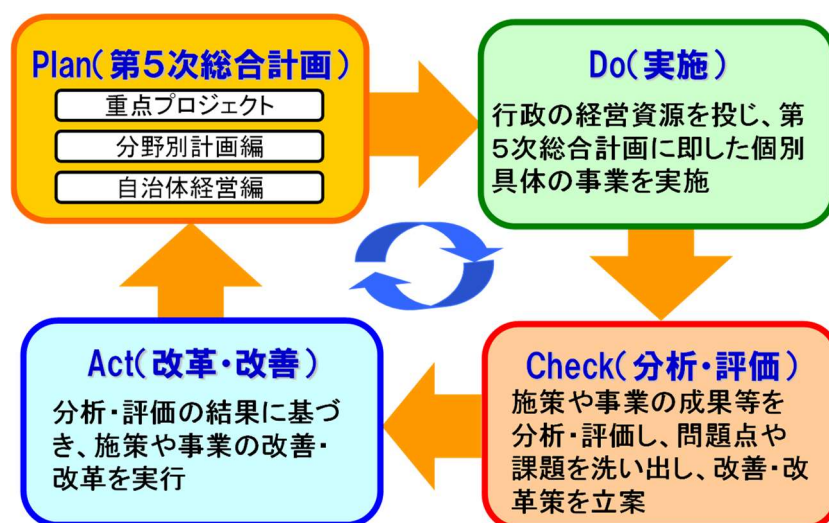 Plan(第5次総合計画)
重点プロジェクト
分野別計画編
自治体経営編
Do(実施)
行政の経営資源を投じ、第
5次総合計画に即した個別
具体の事業を実施
Check(分析・評価)
施策や事業の成果等を
分析・評価し、問題点や
課題を洗い出し、改善・改
革策を立案
Act(改革・改善)
分析・評価の結果に基づ
き、施策や事業の改善・
改革を実行